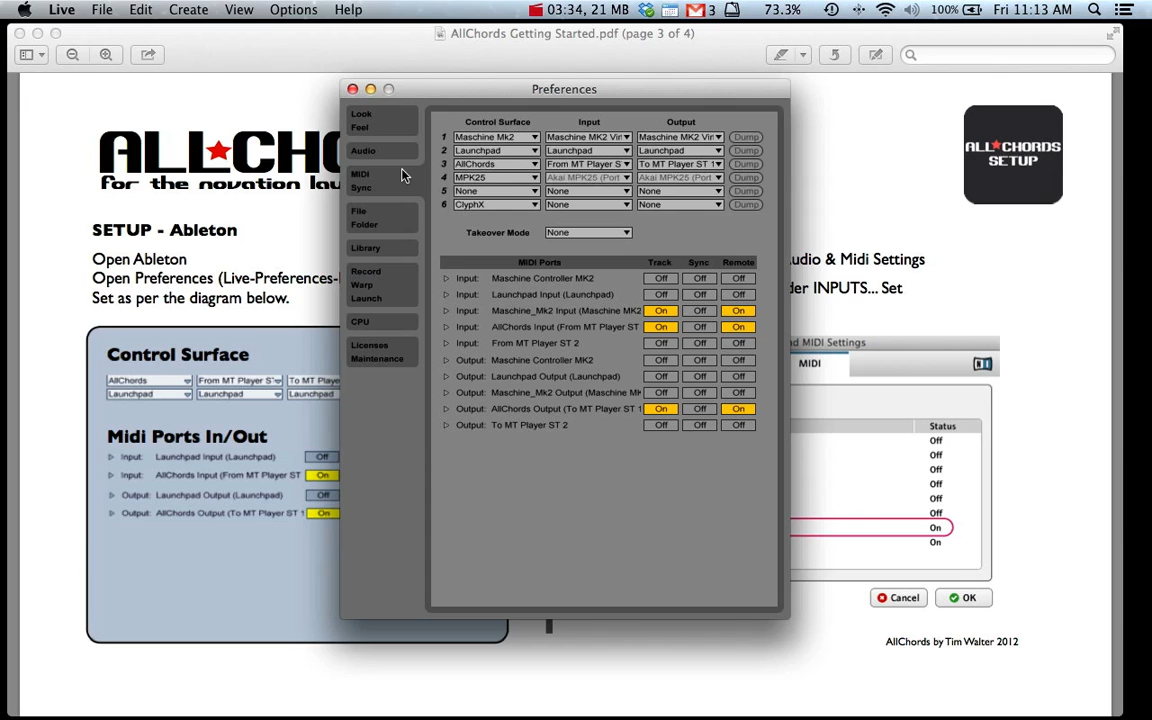 Live File Edit Create View Options Help 03:34, 21 MB 3 73.3% 100% Fri 11:13 AM
AllChords Getting Started.pdf (page 3 of 4)
Preferences
ALL★CHO
for the novation lau
ALL★CHORDS
SETUP
SETUP - Ableton
Open Ableton
Open Preferences (Live-Preferences-
Set as per the diagram below.
Control Surface
AllChords From MT Player ST To MT Playe
Launchpad Launchpad Launchpad
Midi Ports In/Out
Input: Launchpad Input (Launchpad) Off
Input: AllChords Input (From MT Player ST On
Output: Launchpad Output (Launchpad) Off
Output: AllChords Output (To MT Player ST 1 On
Look
Feel
Audio
MIDI
Sync
File
Folder
Library
Record
Warp
Launch
CPU
Licenses
Maintenance
Control Surface Input Output
1 Maschine Mk2 Maschine MK2 Vir Maschine MK2 Vir Dump
2 Launchpad Launchpad Launchpad Dump
3 AllChords From MT Player S To MT Player ST 1 Dump
4 MPK25 Akai MPK25 (Port Akai MPK25 (Port Dump
5 None None None Dump
6 ClyphX None None Dump
Takeover Mode None
MIDI Ports Track Sync Remote
Input: Maschine Controller MK2 Off Off Off
Input: Launchpad Input (Launchpad) Off Off Off
Input: Maschine_Mk2 Input (Maschine MK2 On Off On
Input: AllChords Input (From MT Player ST On Off On
Input: From MT Player ST 2 Off Off Off
Output: Maschine Controller MK2 Off Off Off
Output: Launchpad Output (Launchpad) Off Off Off
Output: Maschine_Mk2 Output (Maschine MK Off Off Off
Output: AllChords Output (To MT Player ST 1 On Off On
Output: To MT Player ST 2 Off Off Off
udio & Midi Settings
der INPUTS... Set
d MIDI Settings
MIDI
Status
Off
Off
Off
Off
Off
Off
On
On
Cancel OK
AllChords by Tim Walter 2012